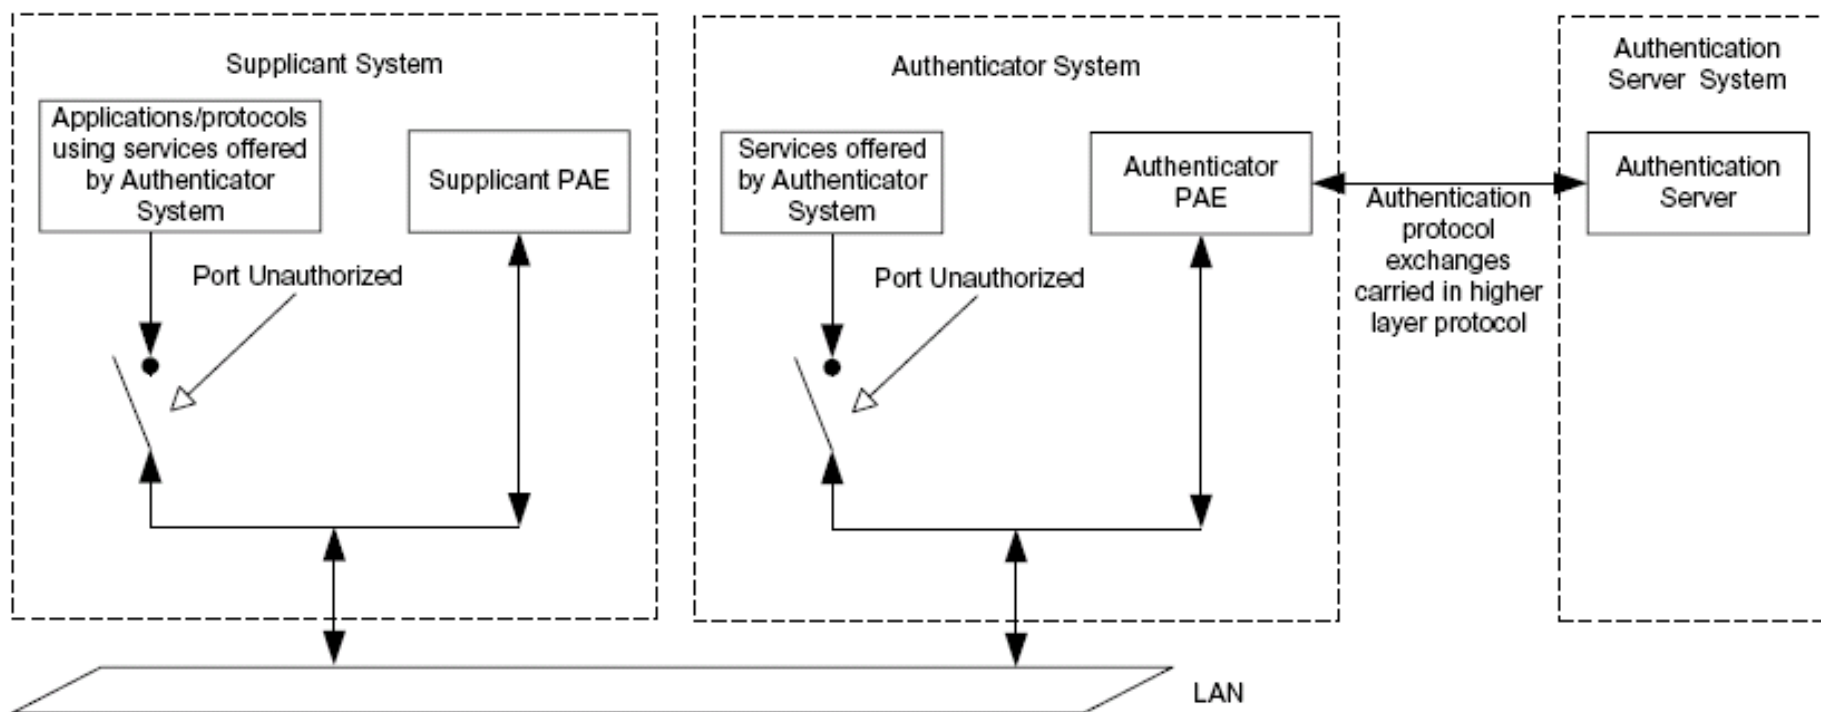 Supplicant System
Applications/protocols
using services offered
by Authenticator
System
Supplicant PAE
Port Unauthorized
Authenticator System
Services offered
by Authenticator
System
Authenticator
PAE
Port Unauthorized
Authentication
protocol
exchanges
carried in higher
layer protocol
Authentication
Server System
Authentication
Server
LAN